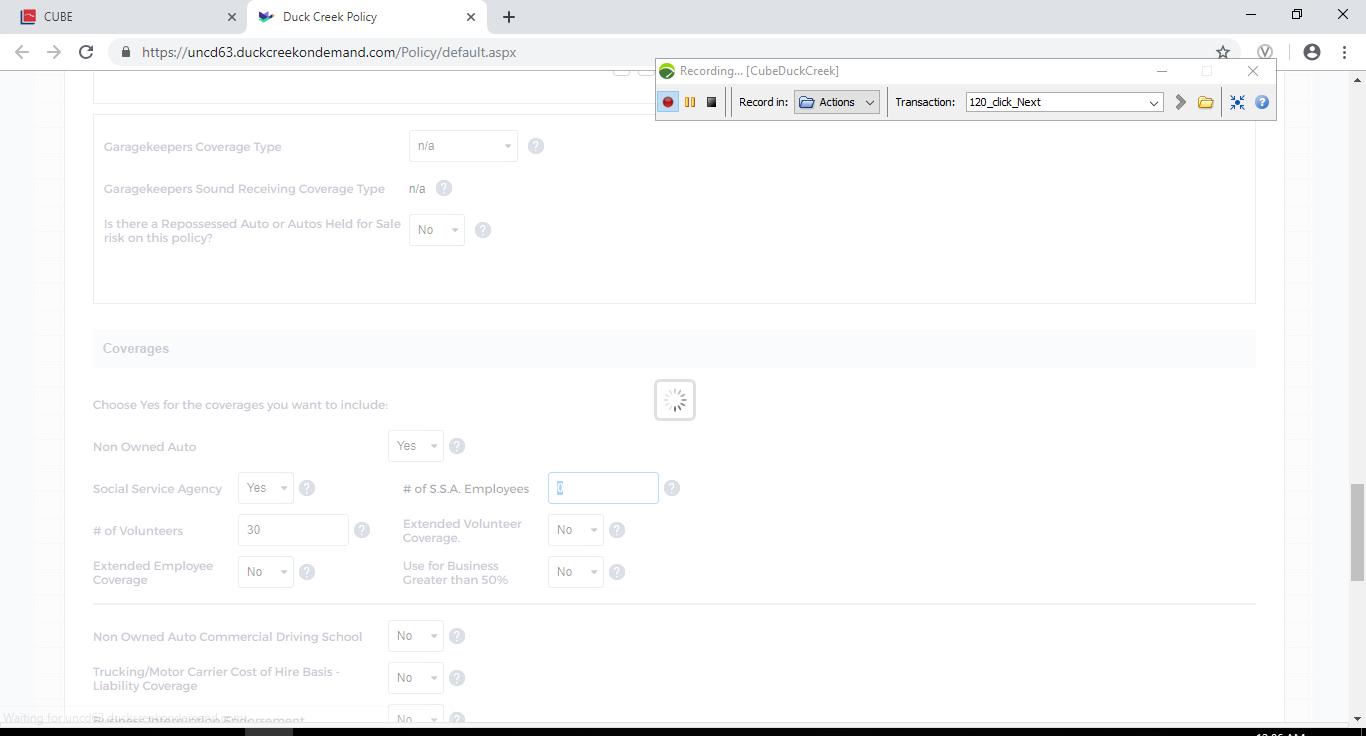 CUBE
Duck Creek Policy
https://uncd63.duckcreekondemand.com/Policy/default.aspx
Recording... [CubeDuckCreek]
Record in: Actions Transaction: 120_click_Next
Garagekeepers Coverage Type n/a
Garagekeepers Sound Receiving Coverage Type n/a
Is there a Repossessed Auto or Autos Held for Sale
risk on this policy? No
Coverages
Choose Yes for the coverages you want to include:
Non Owned Auto Yes
Social Service Agency Yes # of S.S.A. Employees 0
# of Volunteers 30 Extended Volunteer
Coverage. No
Extended Employee
Coverage No Use for Business
Greater than 50% No
Non Owned Auto Commercial Driving School No
Trucking/Motor Carrier Cost of Hire Basis -
Liability Coverage No
Business Interruption Endorsement No